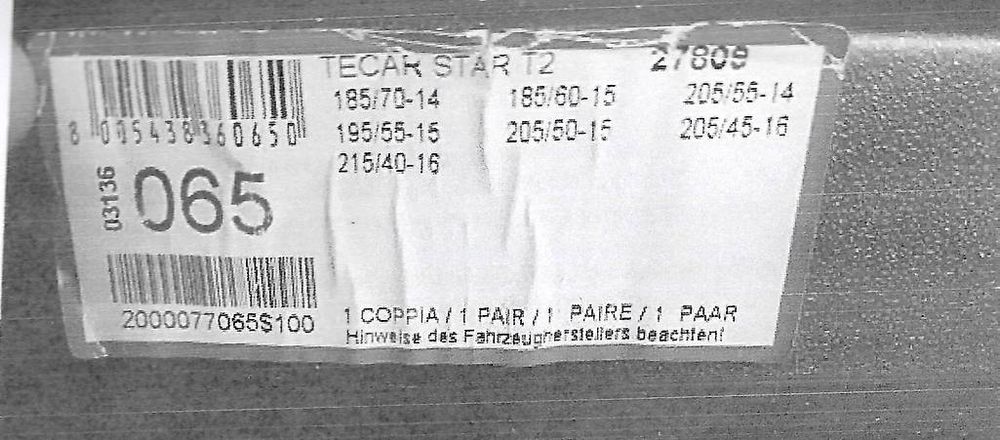 TECAR STAR T2 27809
185/70-14 185/60-15 205/55-14
195/55-15 205/50-15 205/45-16
215/40-16
8 005438 360650
03136
065
2000077065$100
1 COPPIA / 1 PAIR / 1 PAIRE / 1 PAAR
Hinweise des Fahrzeugherstellers beachten!